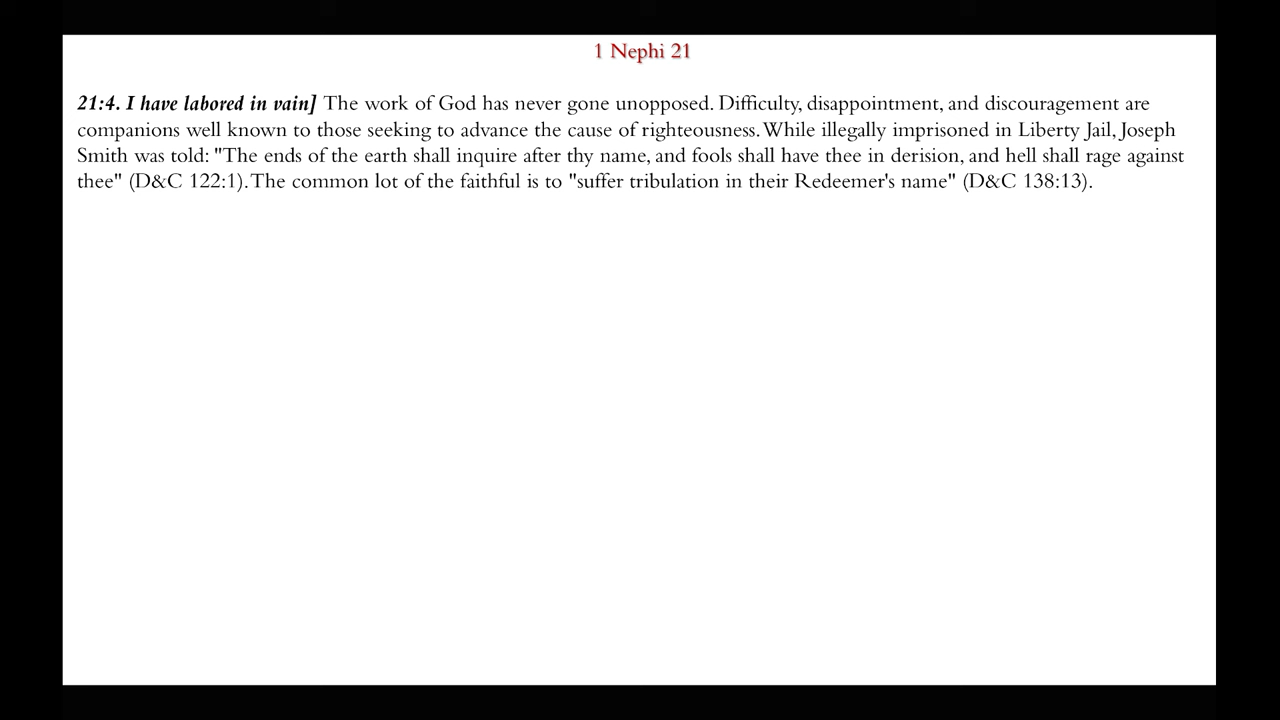 1 Nephi 21
21:4. I have labored in vain] The work of God has never gone unopposed. Difficulty, disappointment, and discouragement are
companions well known to those seeking to advance the cause of righteousness. While illegally imprisoned in Liberty Jail, Joseph
Smith was told: "The ends of the earth shall inquire after thy name, and fools shall have thee in derision, and hell shall rage against
thee" (D&C 122:1). The common lot of the faithful is to "suffer tribulation in their Redeemer's name" (D&C 138:13).